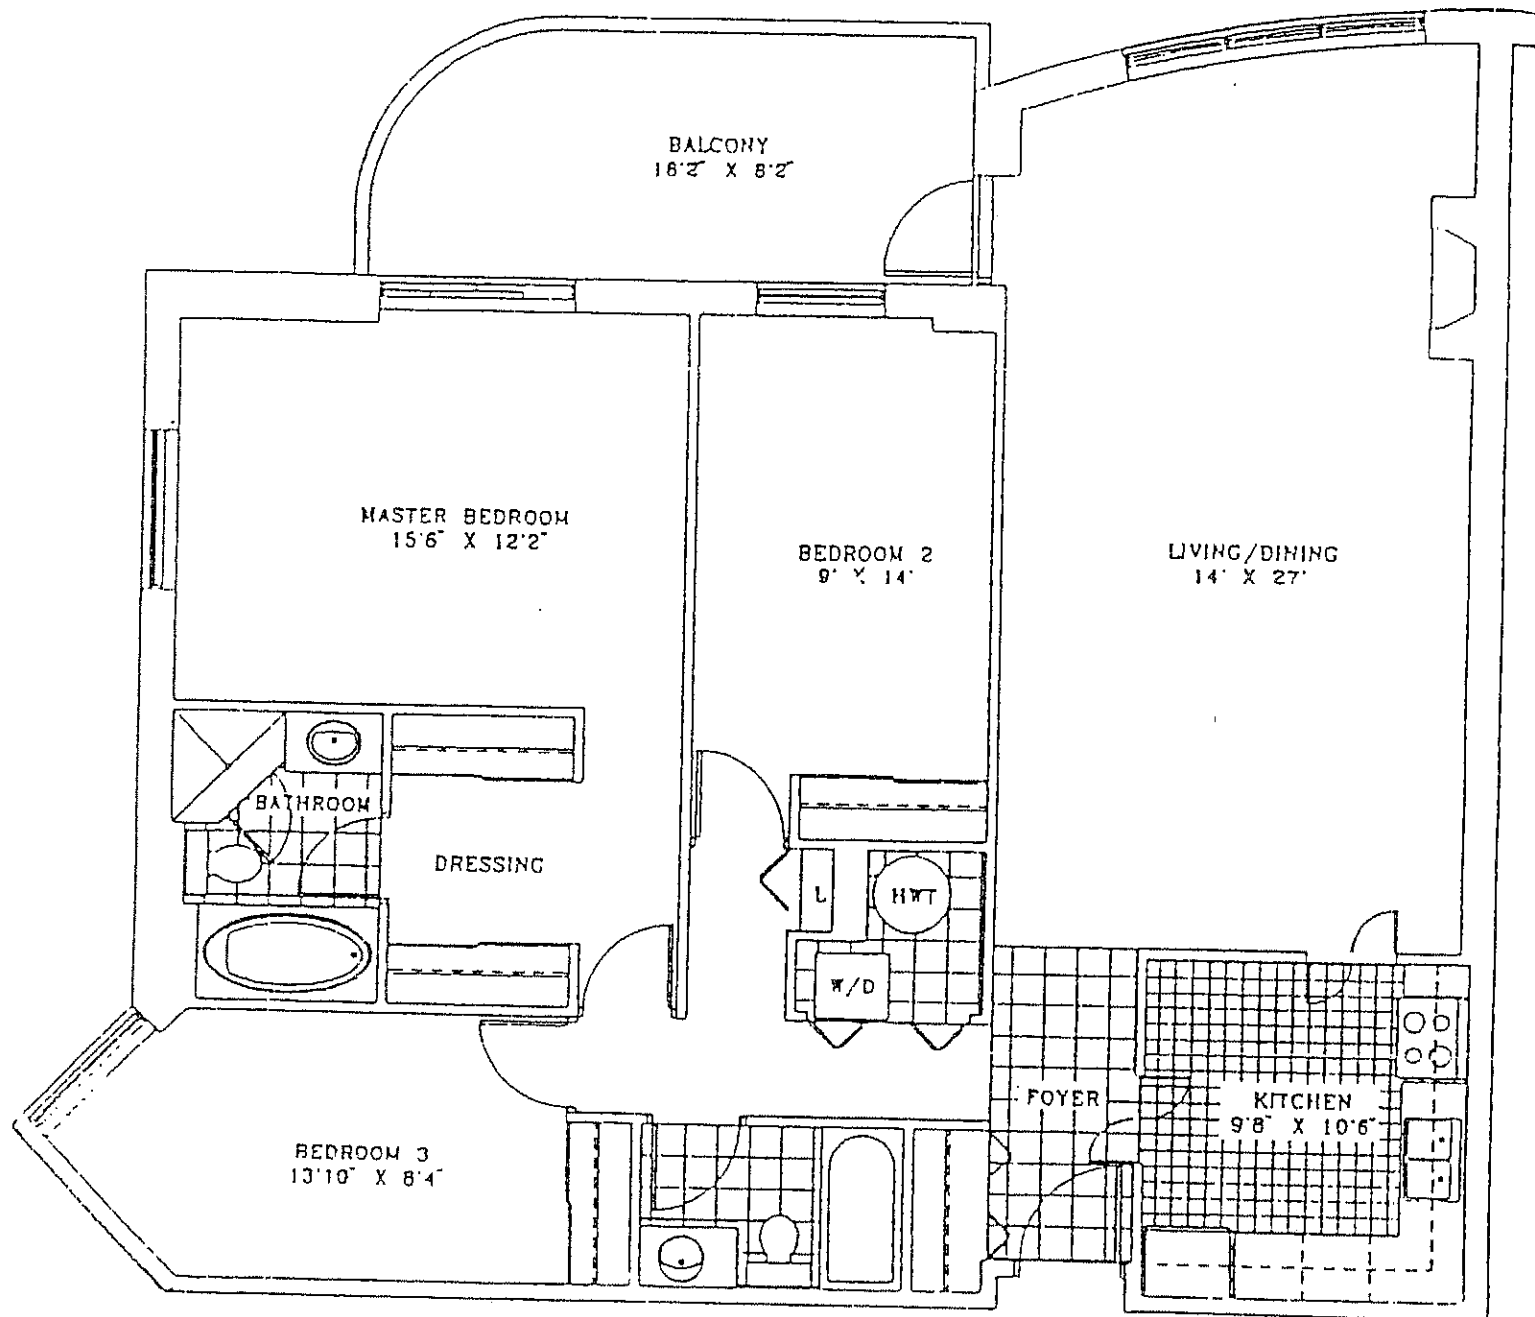 BALCONY
18'2" X 8'2"
MASTER BEDROOM
15'6" X 12'2"
BEDROOM 2
9' X 14'
LIVING/DINING
14' X 27'
BATHROOM
DRESSING
L
HWT
W/D
FOYER
KITCHEN
9'8" X 10'6"
BEDROOM 3
13'10" X 8'4"